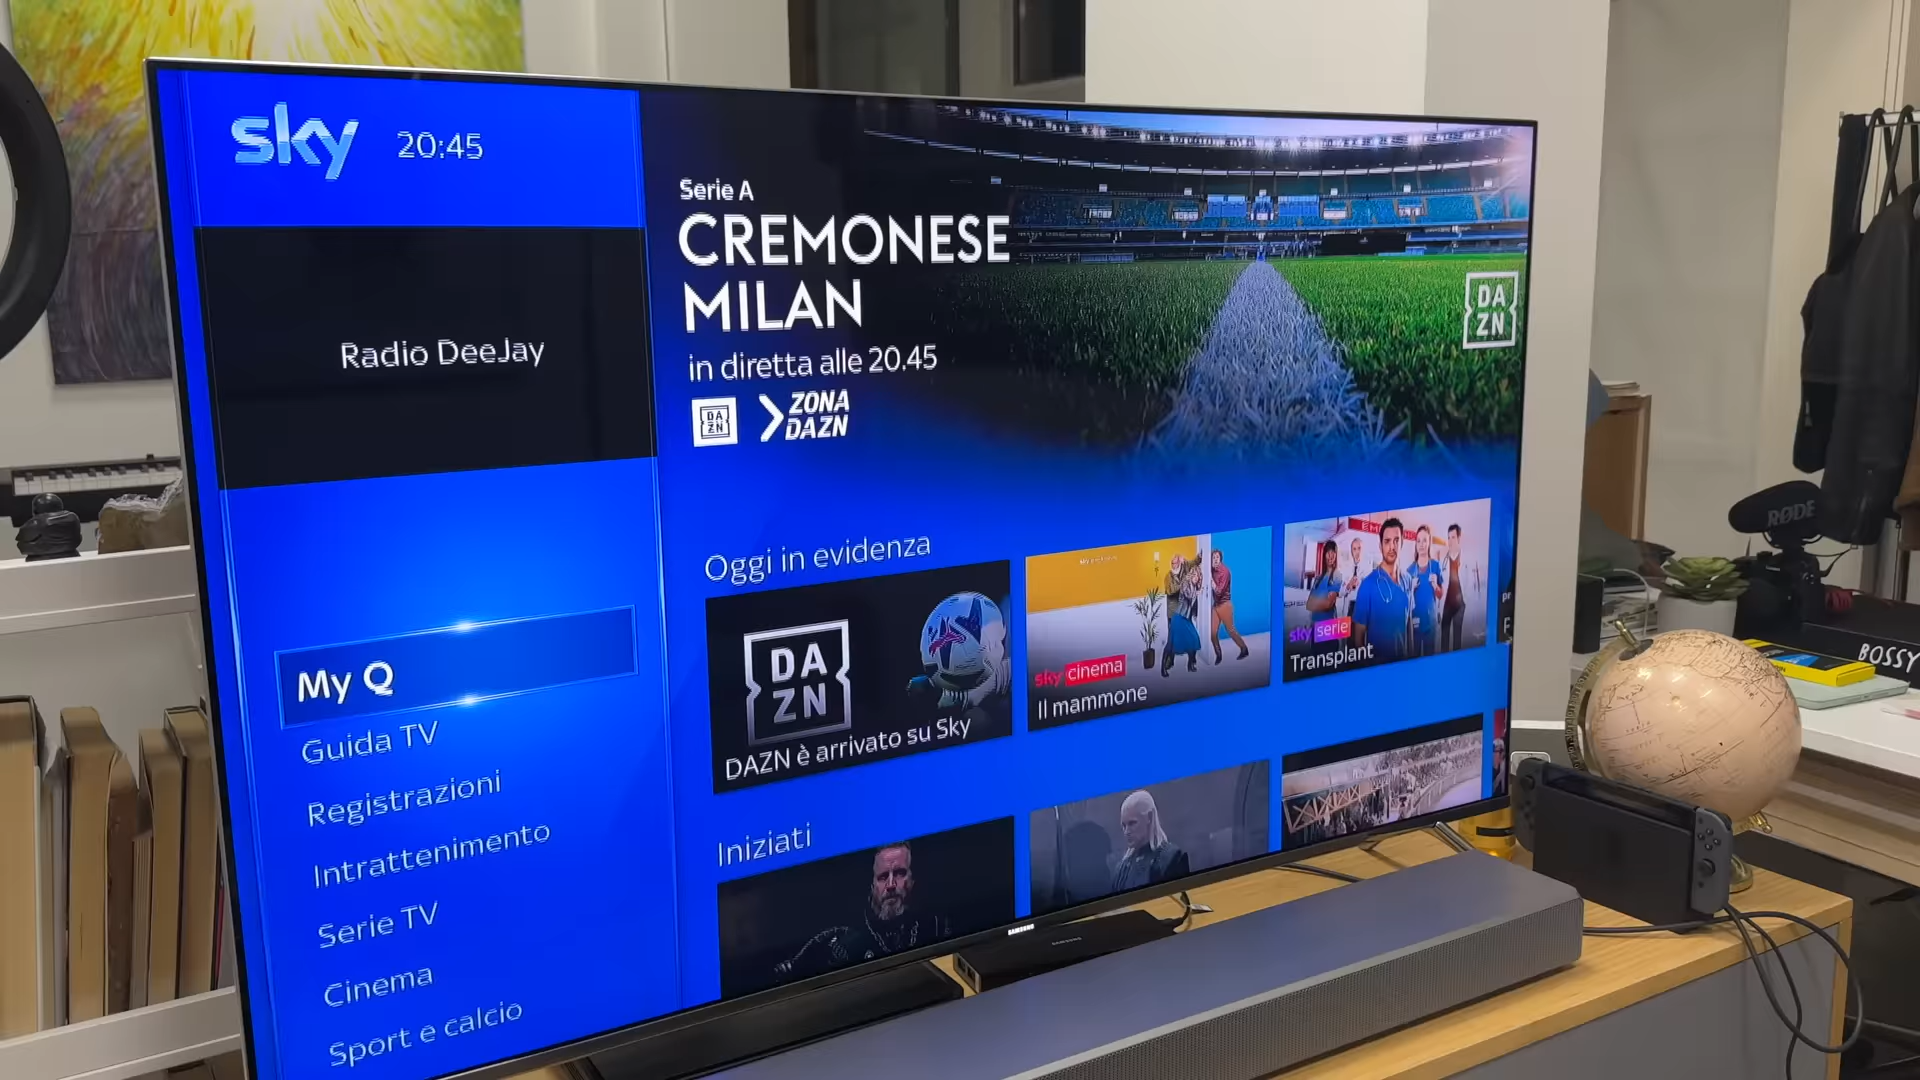 sky 20:45
Radio DeeJay
My Q
Guida TV
Registrazioni
Intrattenimento
Serie TV
Cinema
Sport e calcio
Serie A
CREMONESE
MILAN
in diretta alle 20.45
DA
ZN
ZONA
DAZN
DA
ZN
Oggi in evidenza
DA
ZN
DAZN è arrivato su Sky
sky cinema
Il mammone
sky serie
Transplant
Iniziati
SAMSUNG
RØDE
BOSSY